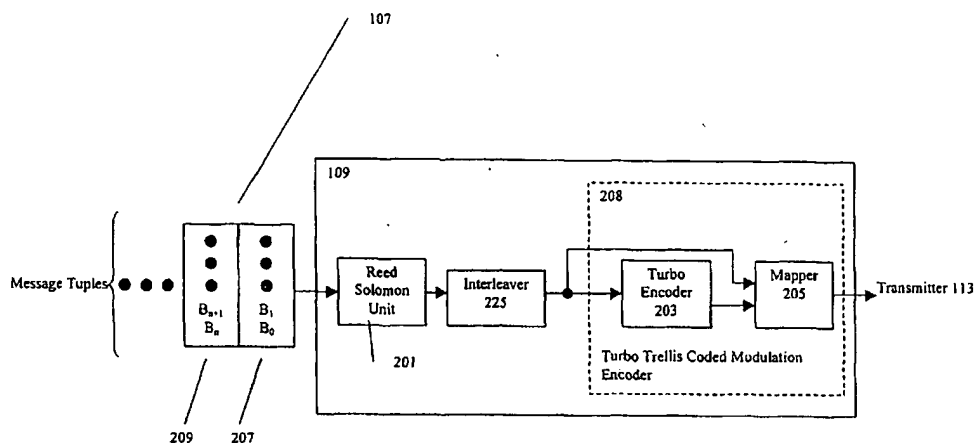 107
109
208
Message Tuples
Bn+1
Bn
B1
B0
Reed
Solomon
Unit
201
Interleaver
225
Turbo
Encoder
203
Mapper
205
Transmitter 113
Turbo Trellis Coded Modulation
Encoder
209
207